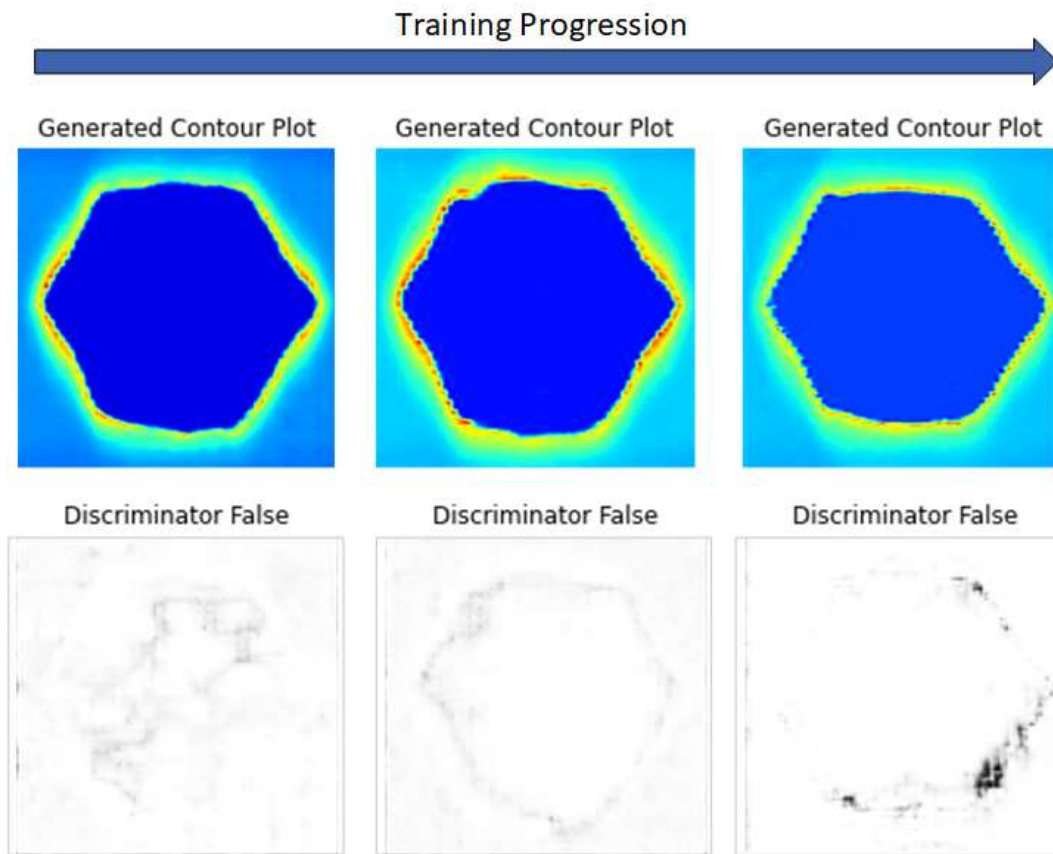 Training Progression
Generated Contour Plot
Generated Contour Plot
Generated Contour Plot
Discriminator False
Discriminator False
Discriminator False